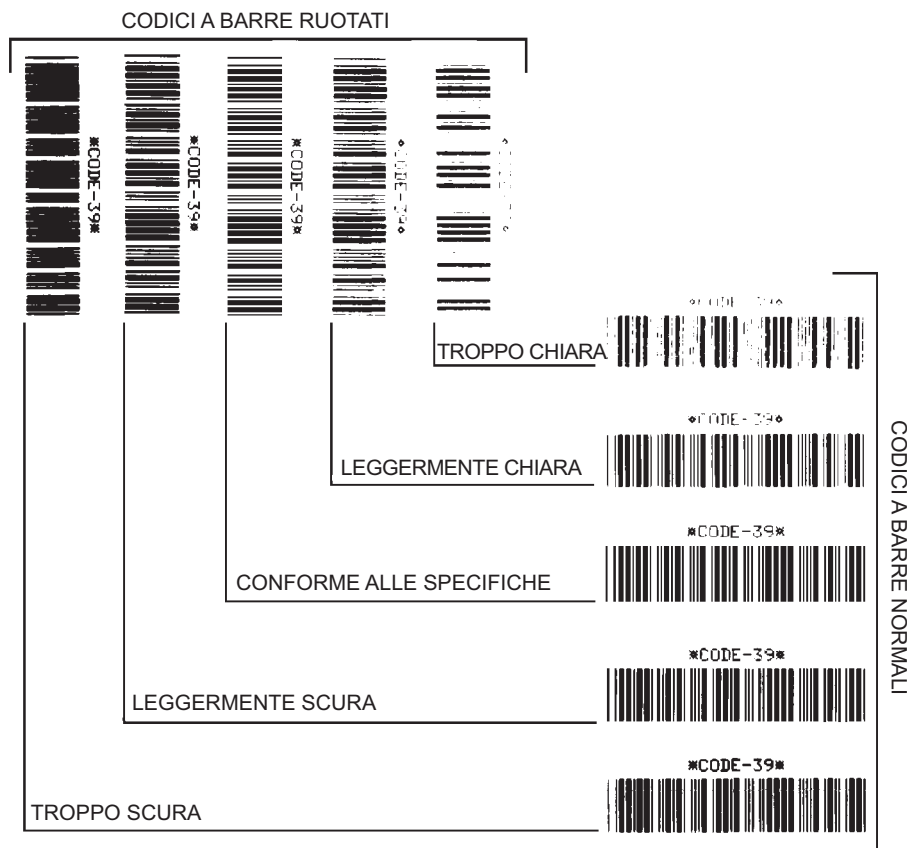 CODICI A BARRE RUOTATI
*CODE-39*
*CODE-39*
*CODE-39*
TROPPO CHIARA
LEGGERMENTE CHIARA
CONFORME ALLE SPECIFICHE
*CODE-39*
LEGGERMENTE SCURA
*CODE-39*
TROPPO SCURA
*CODE-39*
CODICI A BARRE NORMALI